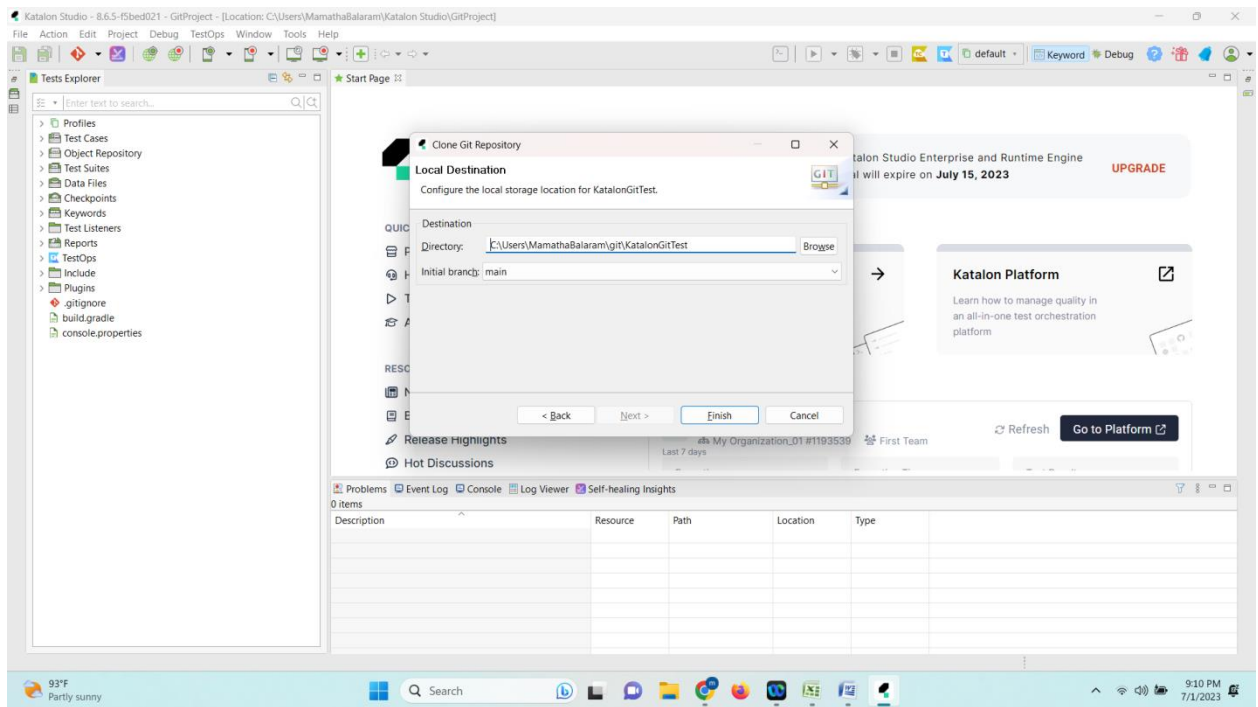 Katalon Studio - 8.6.5-f5bed021 - GitProject - [Location: C:\Users\MamathaBalaram\Katalon Studio\GitProject]
File Action Edit Project Debug TestOps Window Tools Help
default
Keyword
Debug
Tests Explorer
Start Page
Enter text to search...
Profiles
Test Cases
Object Repository
Test Suites
Data Files
Checkpoints
Keywords
Test Listeners
Reports
TestOps
Include
Plugins
.gitignore
build.gradle
console.properties
Clone Git Repository
Local Destination
Configure the local storage location for KatalonGitTest.
GIT
Destination
Directory: C:\Users\MamathaBalaram\git\KatalonGitTest Browse
Initial branch: main
< Back Next > Finish Cancel
talon Studio Enterprise and Runtime Engine
al will expire on July 15, 2023
UPGRADE
QUIC
RESC
Release Highlights
Hot Discussions
Katalon Platform
Learn how to manage quality in
an all-in-one test orchestration
platform
My Organization_01 #1193539 First Team
Last 7 days
Refresh
Go to Platform
Problems Event Log Console Log Viewer Self-healing Insights
0 items
Description Resource Path Location Type
93°F
Partly sunny
Search
9:10 PM
7/1/2023